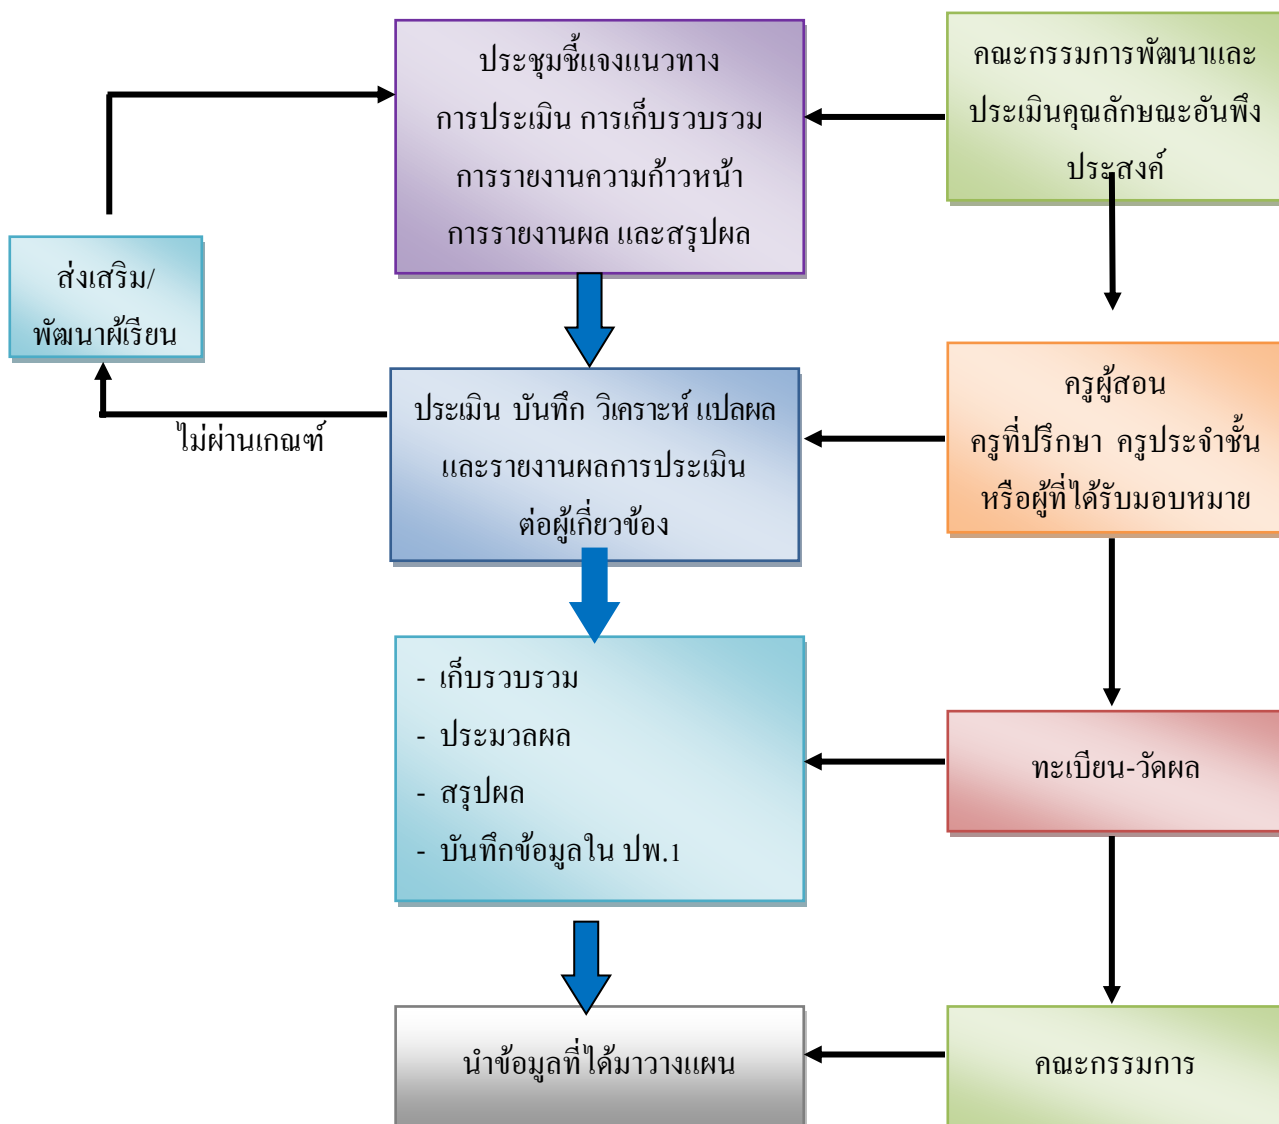 ประชุมชี้แจงแนวทาง
การประเมิน การเก็บรวบรวม
การรายงานความก้าวหน้า
การรายงานผล และสรุปผล
คณะกรรมการพัฒนาและ
ประเมินคุณลักษณะอันพึง
ประสงค์
ส่งเสริม/
พัฒนาผู้เรียน
ไม่ผ่านเกณฑ์
ประเมิน บันทึก วิเคราะห์ แปลผล
และรายงานผลการประเมิน
ต่อผู้เกี่ยวข้อง
ครูผู้สอน
ครูที่ปรึกษา ครูประจำชั้น
หรือผู้ที่ได้รับมอบหมาย
- เก็บรวบรวม
- ประมวลผล
- สรุปผล
- บันทึกข้อมูลใน ปพ.1
ทะเบียน-วัดผล
นำข้อมูลที่ได้มาวางแผน
คณะกรรมการ